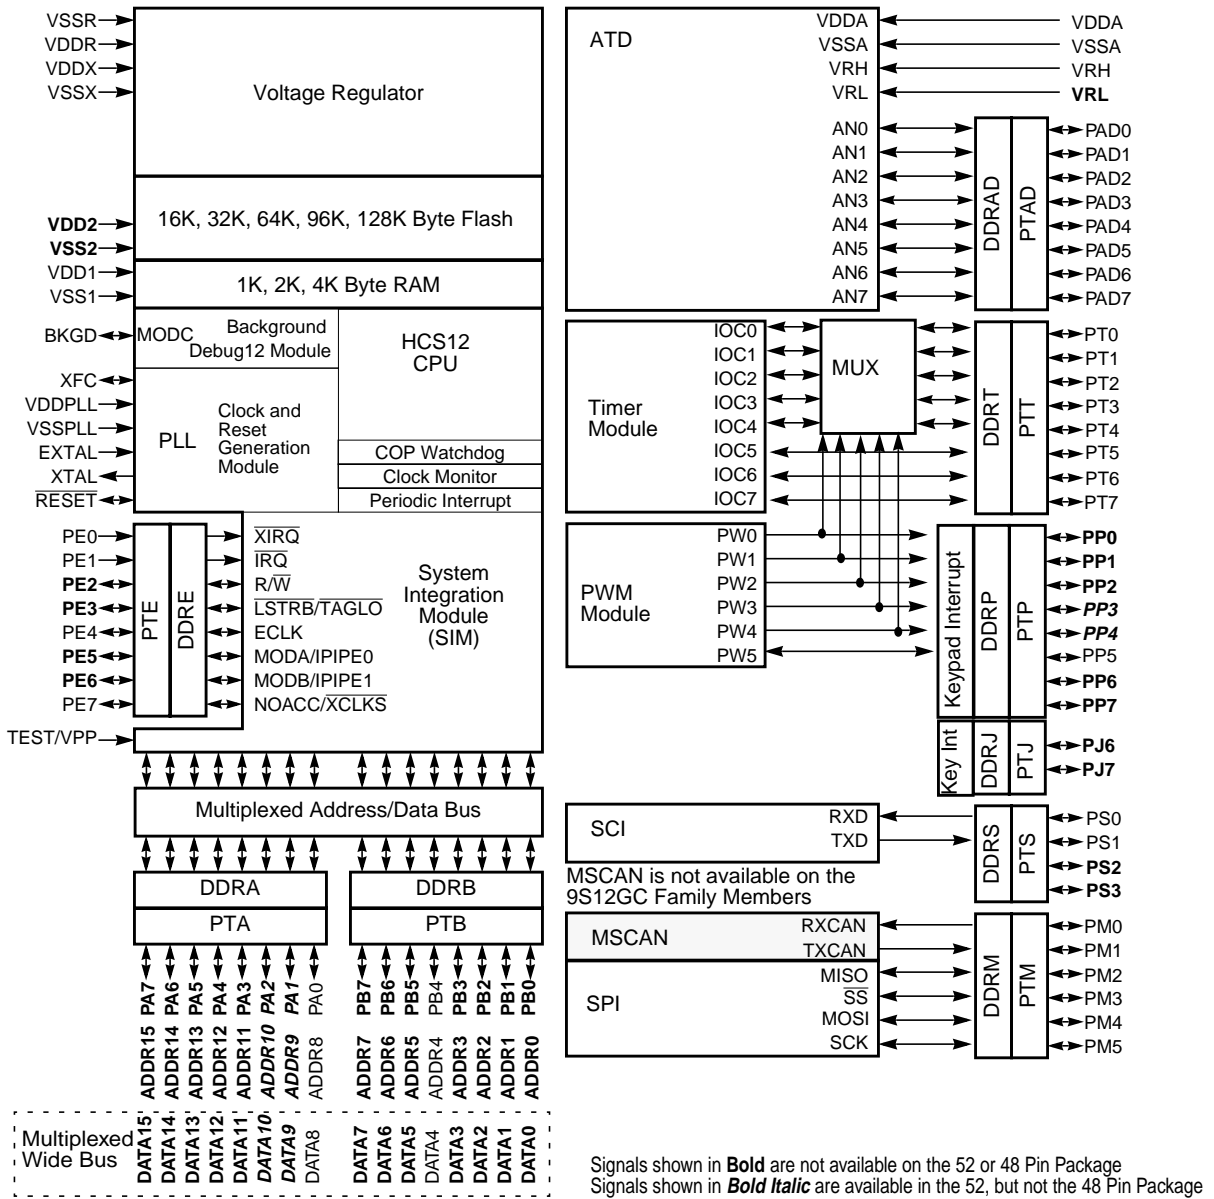 VSSR
VDDR
VDDX
VSSX
Voltage Regulator
VDD2
VSS2
16K, 32K, 64K, 96K, 128K Byte Flash
VDD1
VSS1
1K, 2K, 4K Byte RAM
BKGD
MODC
Background
Debug12 Module
HCS12
CPU
XFC
VDDPLL
VSSPLL
EXTAL
XTAL
RESET
PLL
Clock and
Reset
Generation
Module
COP Watchdog
Clock Monitor
Periodic Interrupt
PE0
PE1
PE2
PE3
PE4
PE5
PE6
PE7
PTE
DDRE
XIRQ
IRQ
R/W
LSTRB/TAGLO
ECLK
MODA/IPIPE0
MODB/IPIPE1
NOACC/XCLKS
System
Integration
Module
(SIM)
TEST/VPP
Multiplexed Address/Data Bus
DDRA
DDRB
PTA
PTB
PA7
PA6
PA5
PA4
PA3
PA2
PA1
PA0
PB7
PB6
PB5
PB4
PB3
PB2
PB1
PB0
ADDR15
ADDR14
ADDR13
ADDR12
ADDR11
ADDR10
ADDR9
ADDR8
ADDR7
ADDR6
ADDR5
ADDR4
ADDR3
ADDR2
ADDR1
ADDR0
Multiplexed
Wide Bus
DATA15
DATA14
DATA13
DATA12
DATA11
DATA10
DATA9
DATA8
DATA7
DATA6
DATA5
DATA4
DATA3
DATA2
DATA1
DATA0
ATD
VDDA
VSSA
VRH
VRL
AN0
AN1
AN2
AN3
AN4
AN5
AN6
AN7
VDDA
VSSA
VRH
VRL
DDRAD
PTAD
PAD0
PAD1
PAD2
PAD3
PAD4
PAD5
PAD6
PAD7
Timer
Module
IOC0
IOC1
IOC2
IOC3
IOC4
IOC5
IOC6
IOC7
MUX
DDRT
PTT
PT0
PT1
PT2
PT3
PT4
PT5
PT6
PT7
PWM
Module
PW0
PW1
PW2
PW3
PW4
PW5
Keypad Interrupt
DDRP
PTP
PP0
PP1
PP2
PP3
PP4
PP5
PP6
PP7
Key Int
DDRJ
PTJ
PJ6
PJ7
SCI
RXD
TXD
DDRS
PTS
PS0
PS1
PS2
PS3
MSCAN is not available on the
9S12GC Family Members
MSCAN
RXCAN
TXCAN
SPI
MISO
SS
MOSI
SCK
DDRM
PTM
PM0
PM1
PM2
PM3
PM4
PM5
Signals shown in Bold are not available on the 52 or 48 Pin Package
Signals shown in Bold Italic are available in the 52, but not the 48 Pin Package